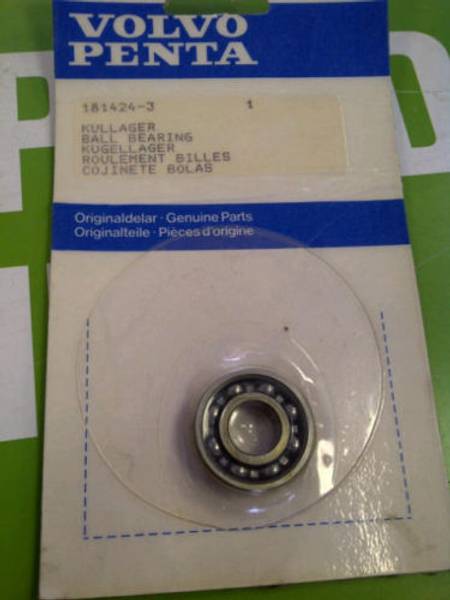 VOLVO
PENTA
181424-3 1
KULLAGER
BALL BEARING
KUGELLAGER
ROULEMENT BILLES
COJINETE BOLAS
Originaldelar · Genuine Parts
Originalteile · Pièces d'origine